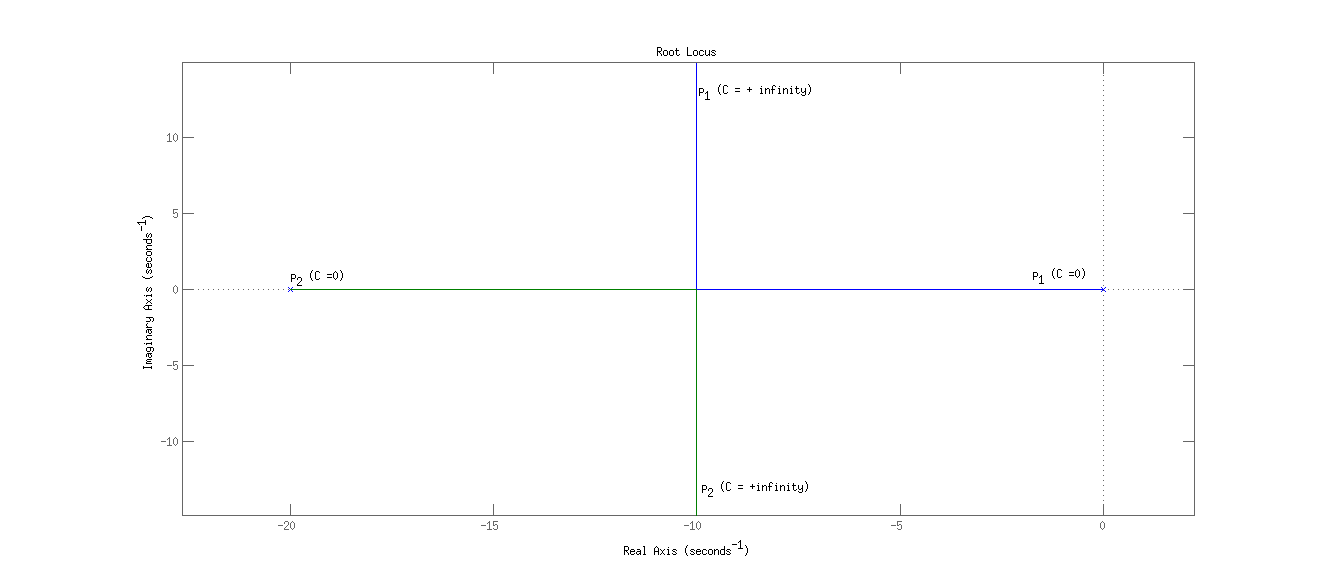 Root Locus
P1 (C = + infinity)
10
5
Imaginary Axis (seconds-1)
P2 (C =0)
P1 (C =0)
0
-5
-10
P2 (C = +infinity)
-20
-15
-10
-5
0
Real Axis (seconds-1)